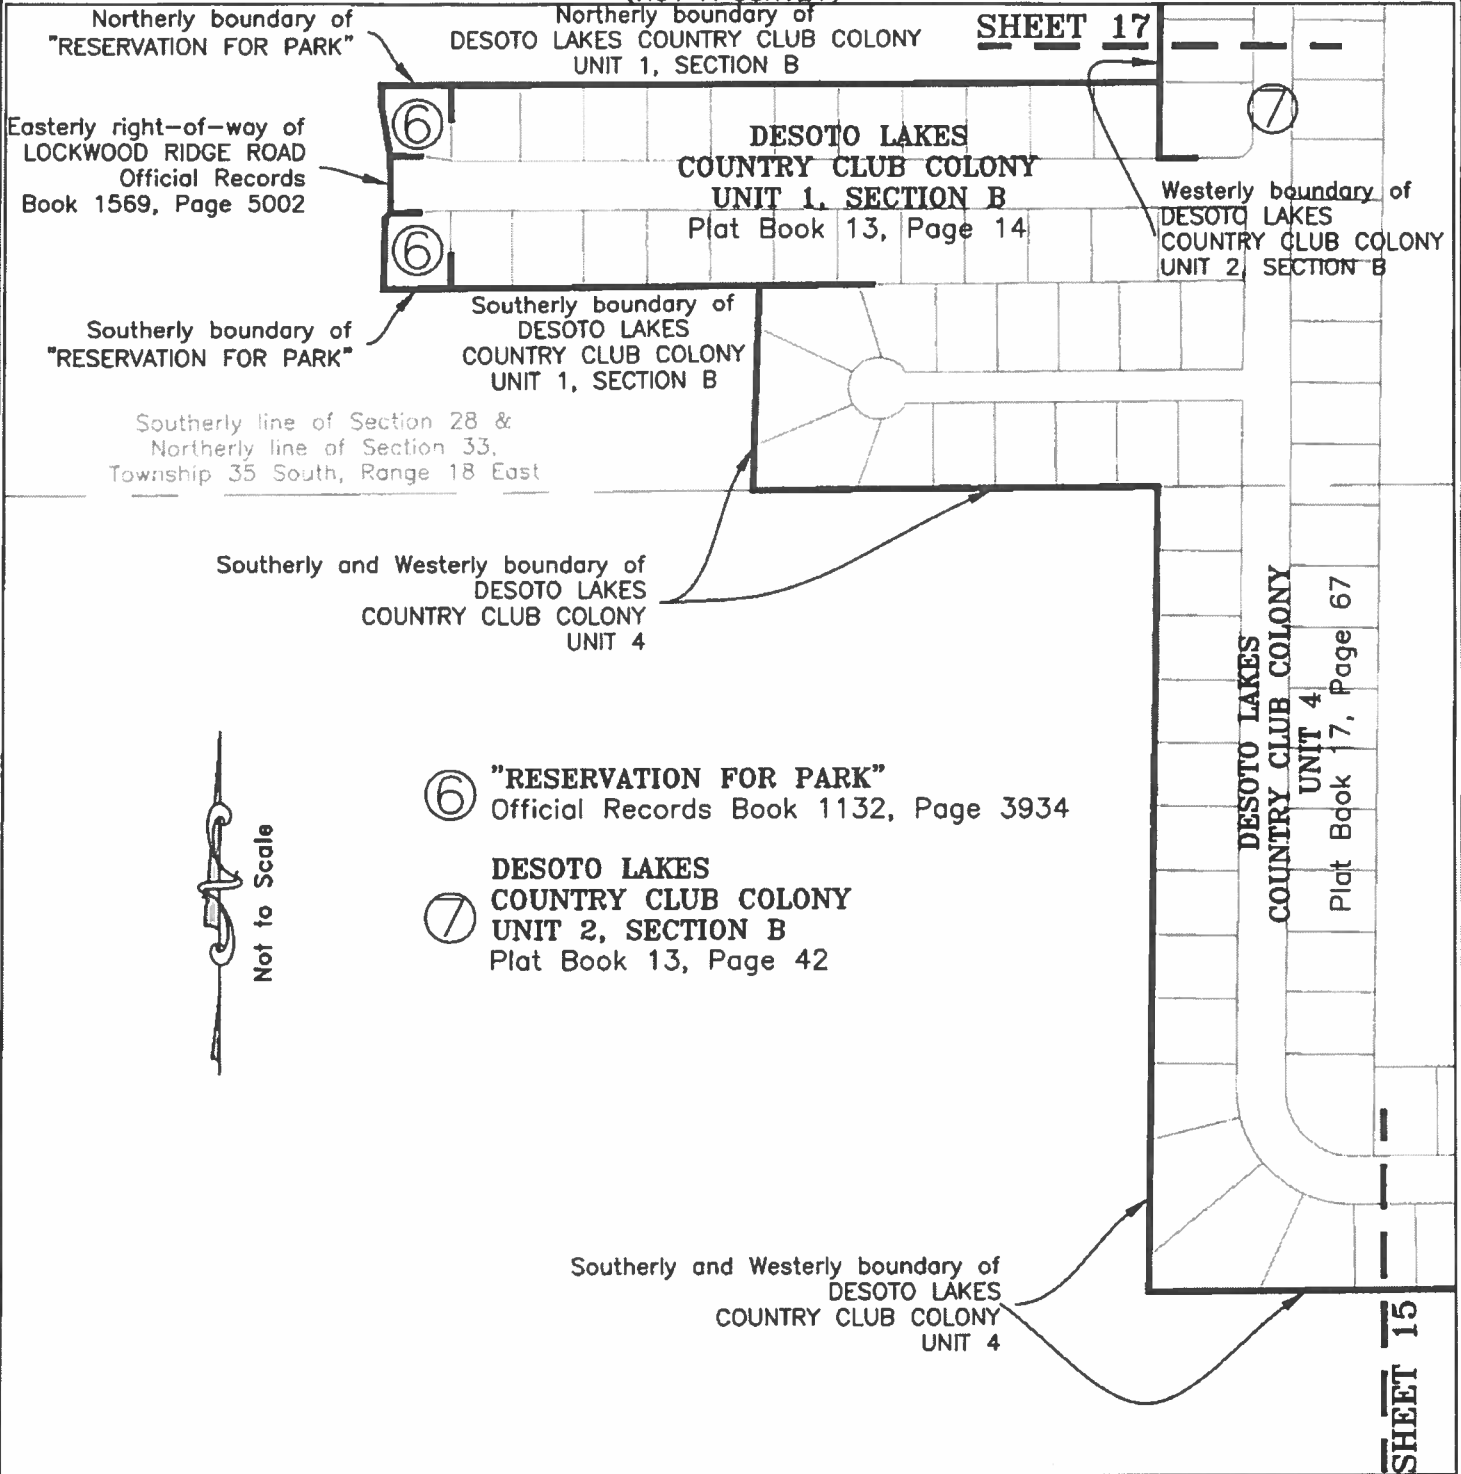 Northerly boundary of
"RESERVATION FOR PARK"
Northerly boundary of
DESOTO LAKES COUNTRY CLUB COLONY
UNIT 1, SECTION B
SHEET 17
6
7
Easterly right-of-way of
LOCKWOOD RIDGE ROAD
Official Records
Book 1569, Page 5002
DESOTO LAKES
COUNTRY CLUB COLONY
UNIT 1, SECTION B
Plat Book 13, Page 14
Westerly boundary of
DESOTO LAKES
COUNTRY CLUB COLONY
UNIT 2, SECTION B
6
Southerly boundary of
"RESERVATION FOR PARK"
Southerly boundary of
DESOTO LAKES
COUNTRY CLUB COLONY
UNIT 1, SECTION B
Southerly line of Section 28 &
Northerly line of Section 33,
Township 35 South, Range 18 East
Southerly and Westerly boundary of
DESOTO LAKES
COUNTRY CLUB COLONY
UNIT 4
DESOTO LAKES
COUNTRY CLUB COLONY
UNIT 4
Plat Book 17, Page 67
Not to Scale
6 "RESERVATION FOR PARK"
Official Records Book 1132, Page 3934
DESOTO LAKES
COUNTRY CLUB COLONY
7 UNIT 2, SECTION B
Plat Book 13, Page 42
Southerly and Westerly boundary of
DESOTO LAKES
COUNTRY CLUB COLONY
UNIT 4
SHEET 15